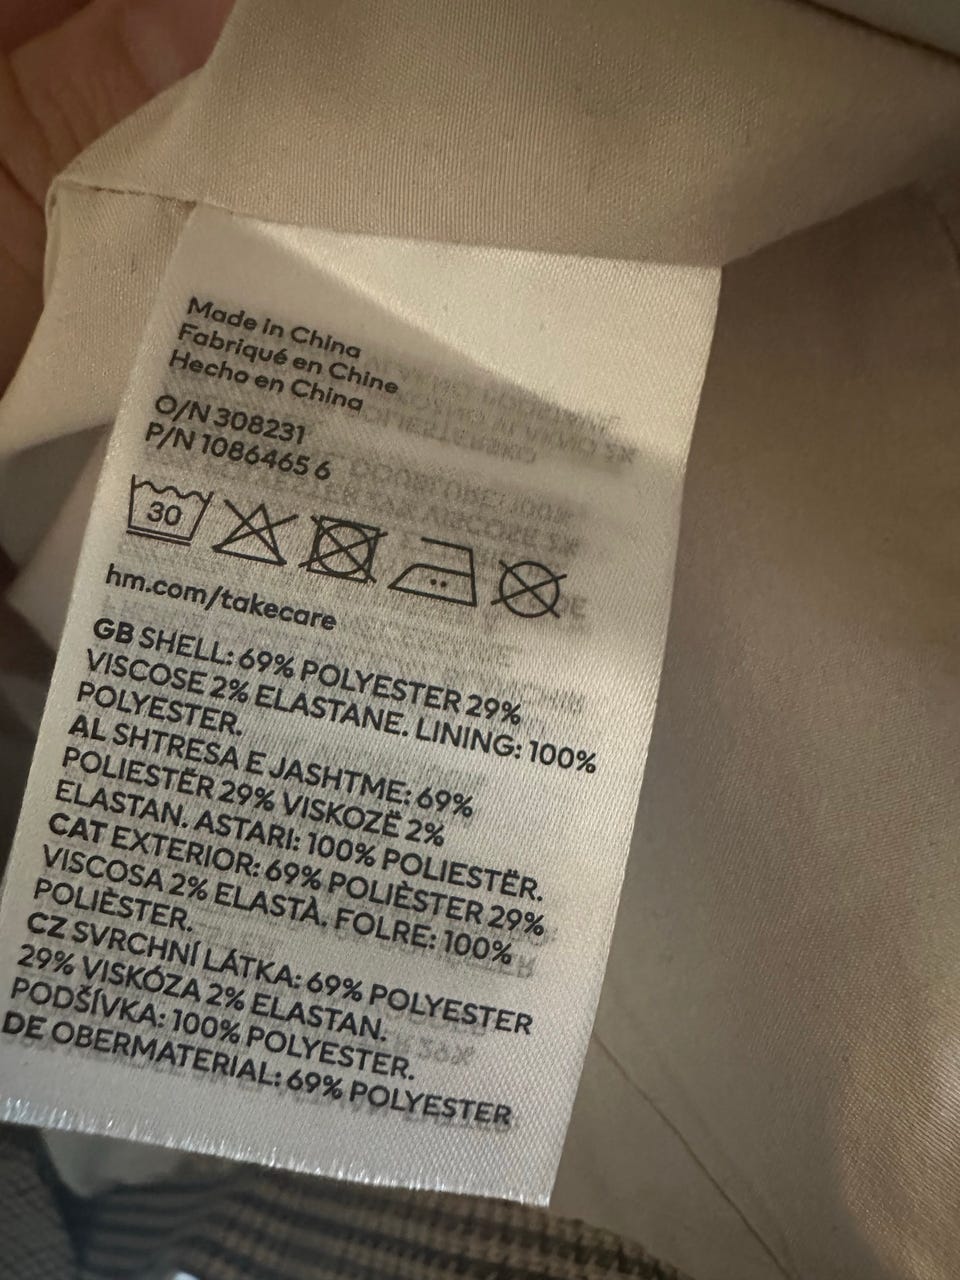 Made in China
Fabriqué en Chine
Hecho en China
O/N 308231
P/N 1086465 6
30
hm.com/takecare
GB SHELL: 69% POLYESTER 29%
VISCOSE 2% ELASTANE. LINING: 100%
POLYESTER.
AL SHTRESA E JASHTME: 69%
POLIESTËR 29% VISKOZË 2%
ELASTAN. ASTARI: 100% POLIESTËR.
CAT EXTERIOR: 69% POLIÈSTER 29%
VISCOSA 2% ELASTÀ. FOLRE: 100%
POLIÈSTER.
CZ SVRCHNÍ LÁTKA: 69% POLYESTER
29% VISKÓZA 2% ELASTAN.
PODŠÍVKA: 100% POLYESTER.
DE OBERMATERIAL: 69% POLYESTER